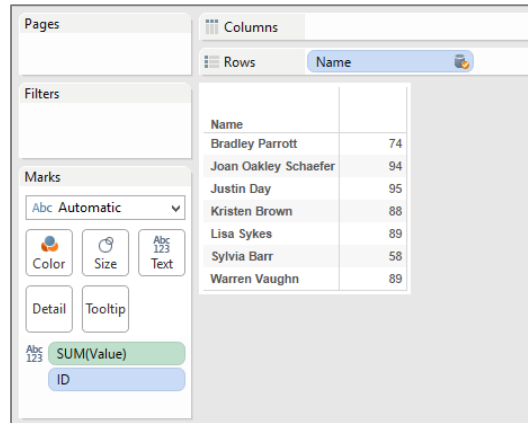 Pages
Columns
Rows Name
Filters
Name
Bradley Parrott 74
Joan Oakley Schaefer 94
Justin Day 95
Kristen Brown 88
Lisa Sykes 89
Sylvia Barr 58
Warren Vaughn 89
Marks
Abc Automatic
Abc
123
Color Size Text
Detail Tooltip
Abc
123 SUM(Value)
ID